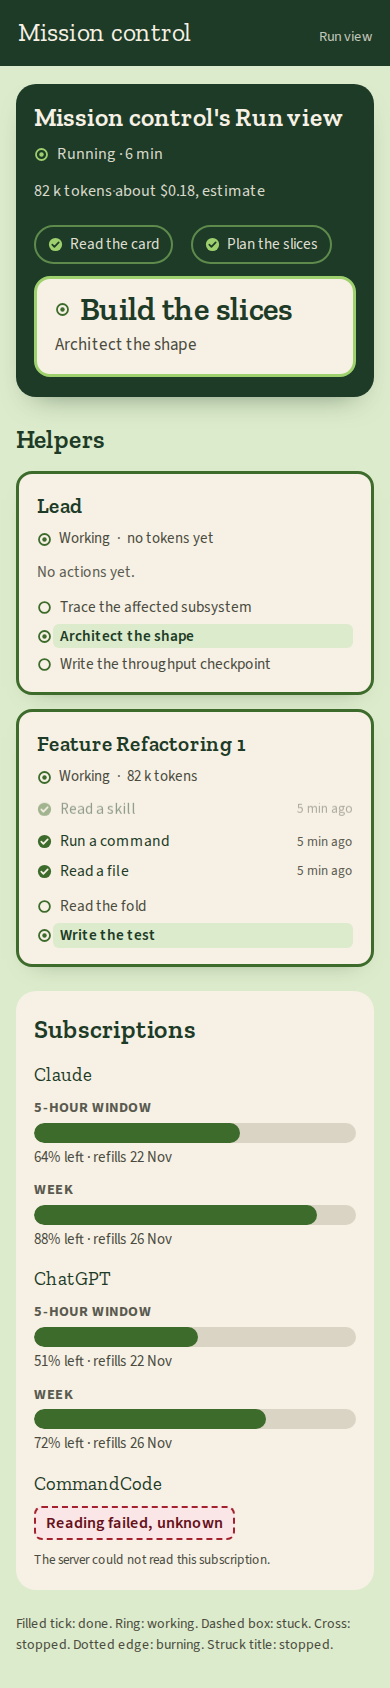 Mission control
Run view
Mission control's Run view
Running · 6 min
82 k tokens·about $0.18, estimate
Read the card
Plan the slices
Build the slices
Architect the shape
Helpers
Lead
Working · no tokens yet
No actions yet.
Trace the affected subsystem
Architect the shape
Write the throughput checkpoint
Feature Refactoring 1
Working · 82 k tokens
Read a skill 5 min ago
Run a command 5 min ago
Read a file 5 min ago
Read the fold
Write the test
Subscriptions
Claude
5-HOUR WINDOW
64% left · refills 22 Nov
WEEK
88% left · refills 26 Nov
ChatGPT
5-HOUR WINDOW
51% left · refills 22 Nov
WEEK
72% left · refills 26 Nov
CommandCode
Reading failed, unknown
The server could not read this subscription.
Filled tick: done. Ring: working. Dashed box: stuck. Cross:
stopped. Dotted edge: burning. Struck title: stopped.